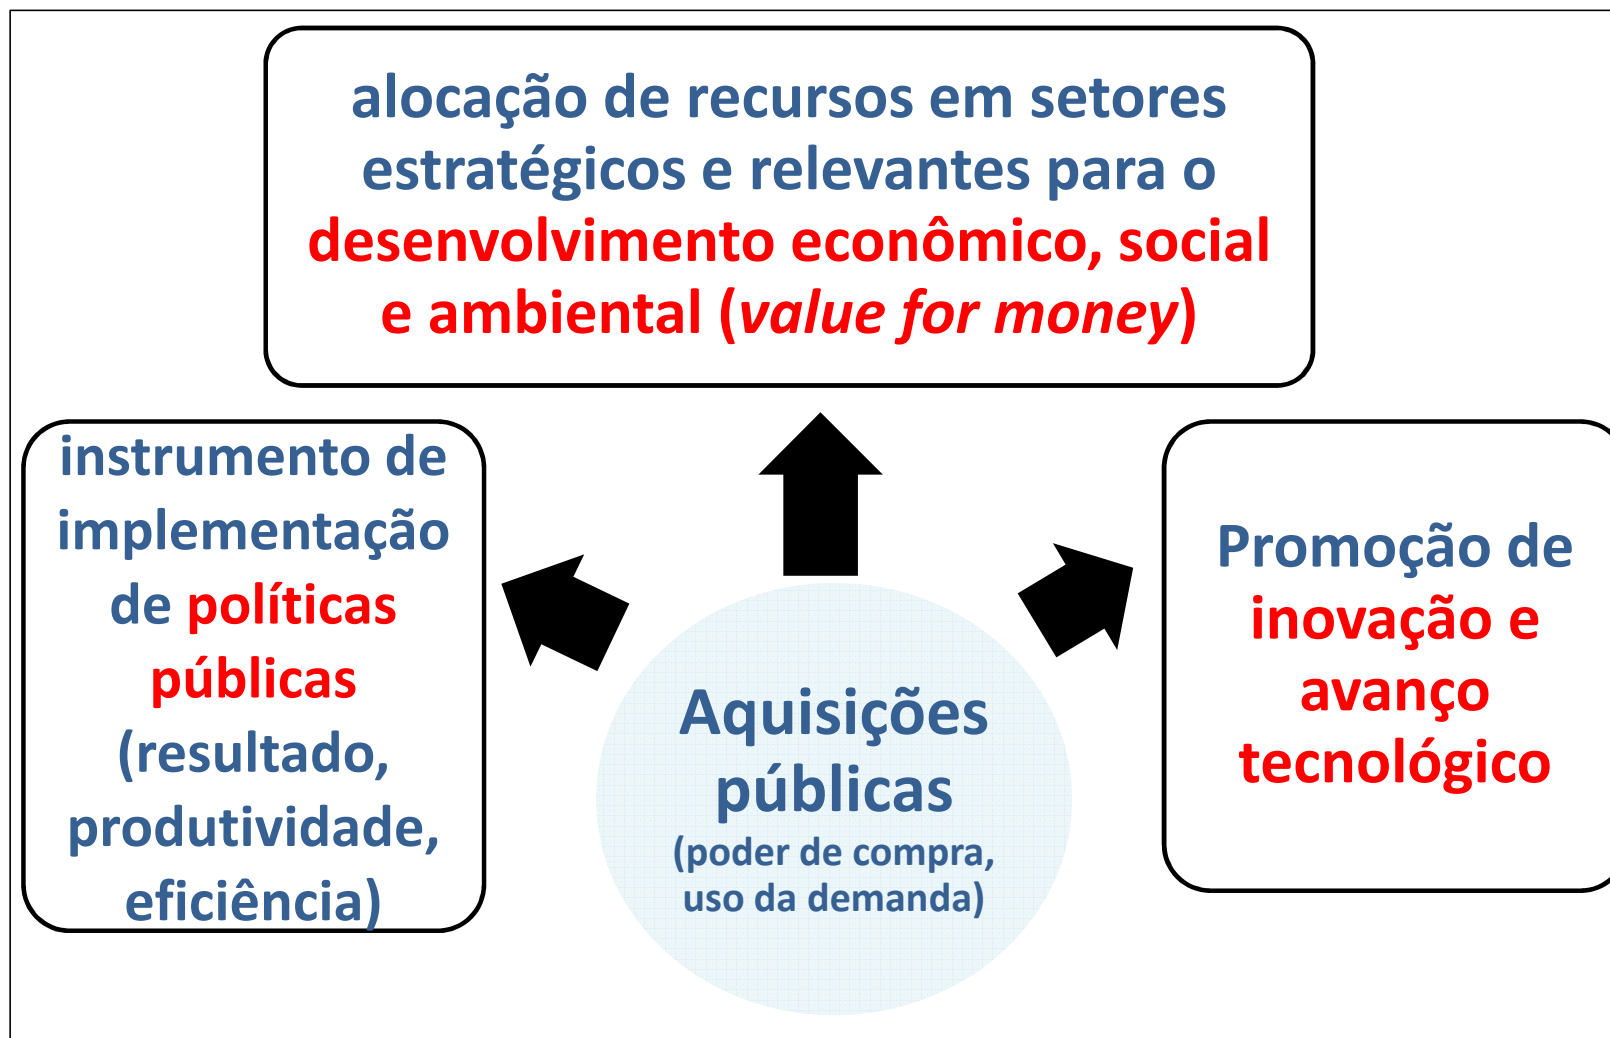 alocação de recursos em setores
estratégicos e relevantes para o
desenvolvimento econômico, social
e ambiental (value for money)
instrumento de
implementação
de políticas
públicas
(resultado,
produtividade,
eficiência)
Aquisições
públicas
(poder de compra,
uso da demanda)
Promoção de
inovação e
avanço
tecnológico